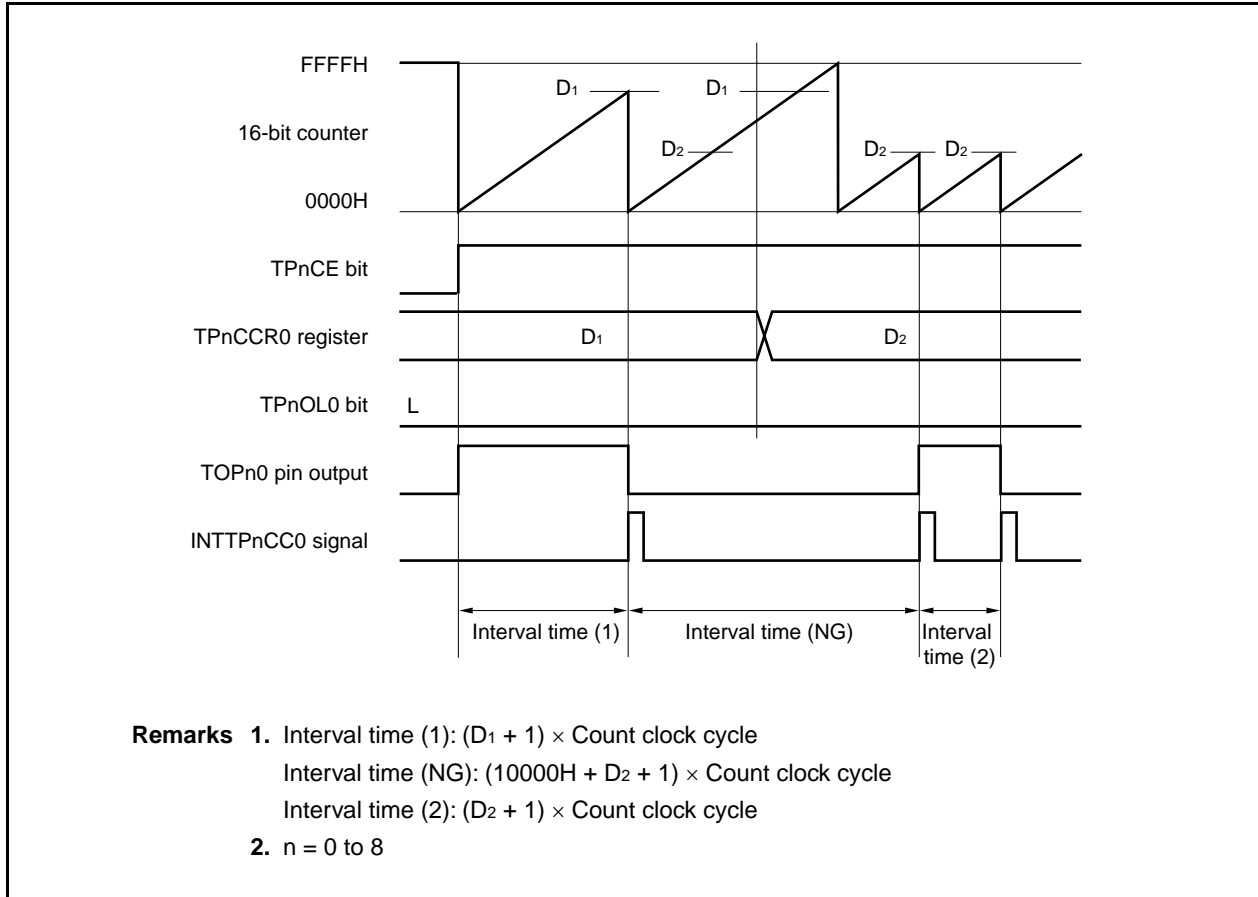 FFFFH
D1
D1
16-bit counter
D2
D2
D2
0000H
TPnCE bit
TPnCCR0 register
D1
D2
TPnOL0 bit
L
TOPn0 pin output
INTTPnCC0 signal
Interval time (1)
Interval time (NG)
Interval
time (2)
Remarks 1. Interval time (1): (D1 + 1) × Count clock cycle
Interval time (NG): (10000H + D2 + 1) × Count clock cycle
Interval time (2): (D2 + 1) × Count clock cycle
2. n = 0 to 8